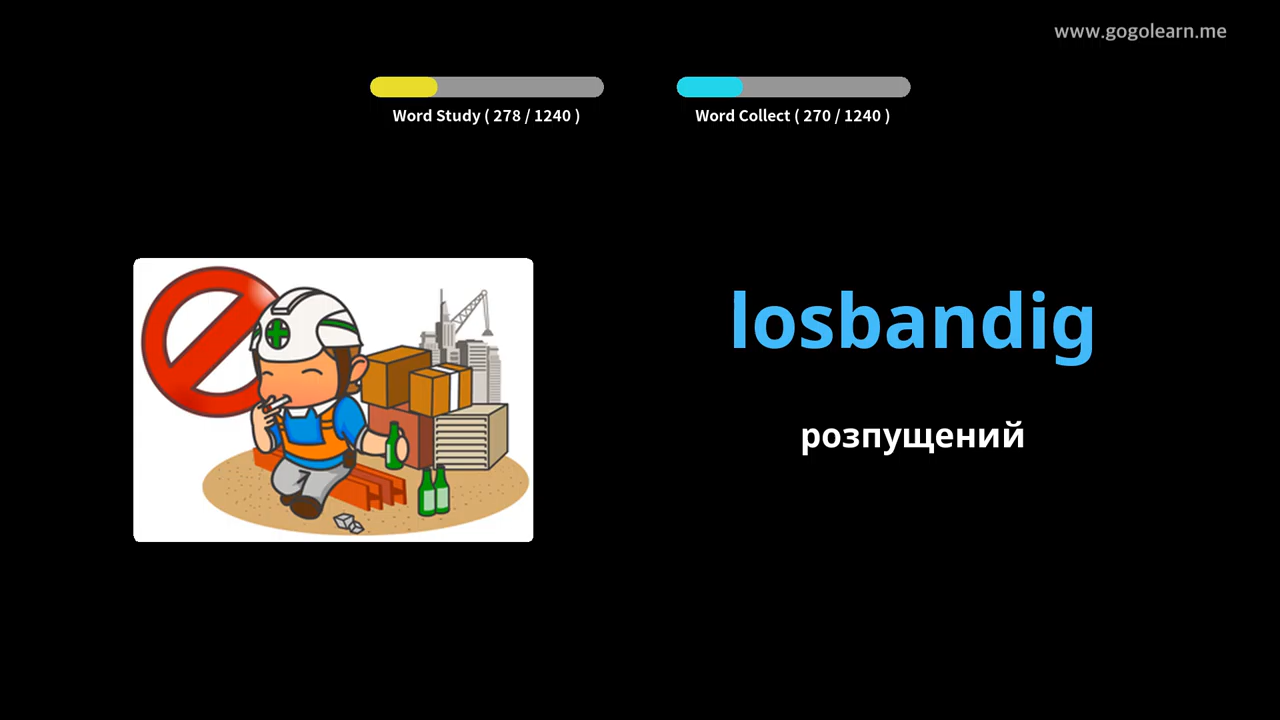 www.gogolearn.me
Word Study ( 278 / 1240 )
Word Collect ( 270 / 1240 )
losbandig
розпущений